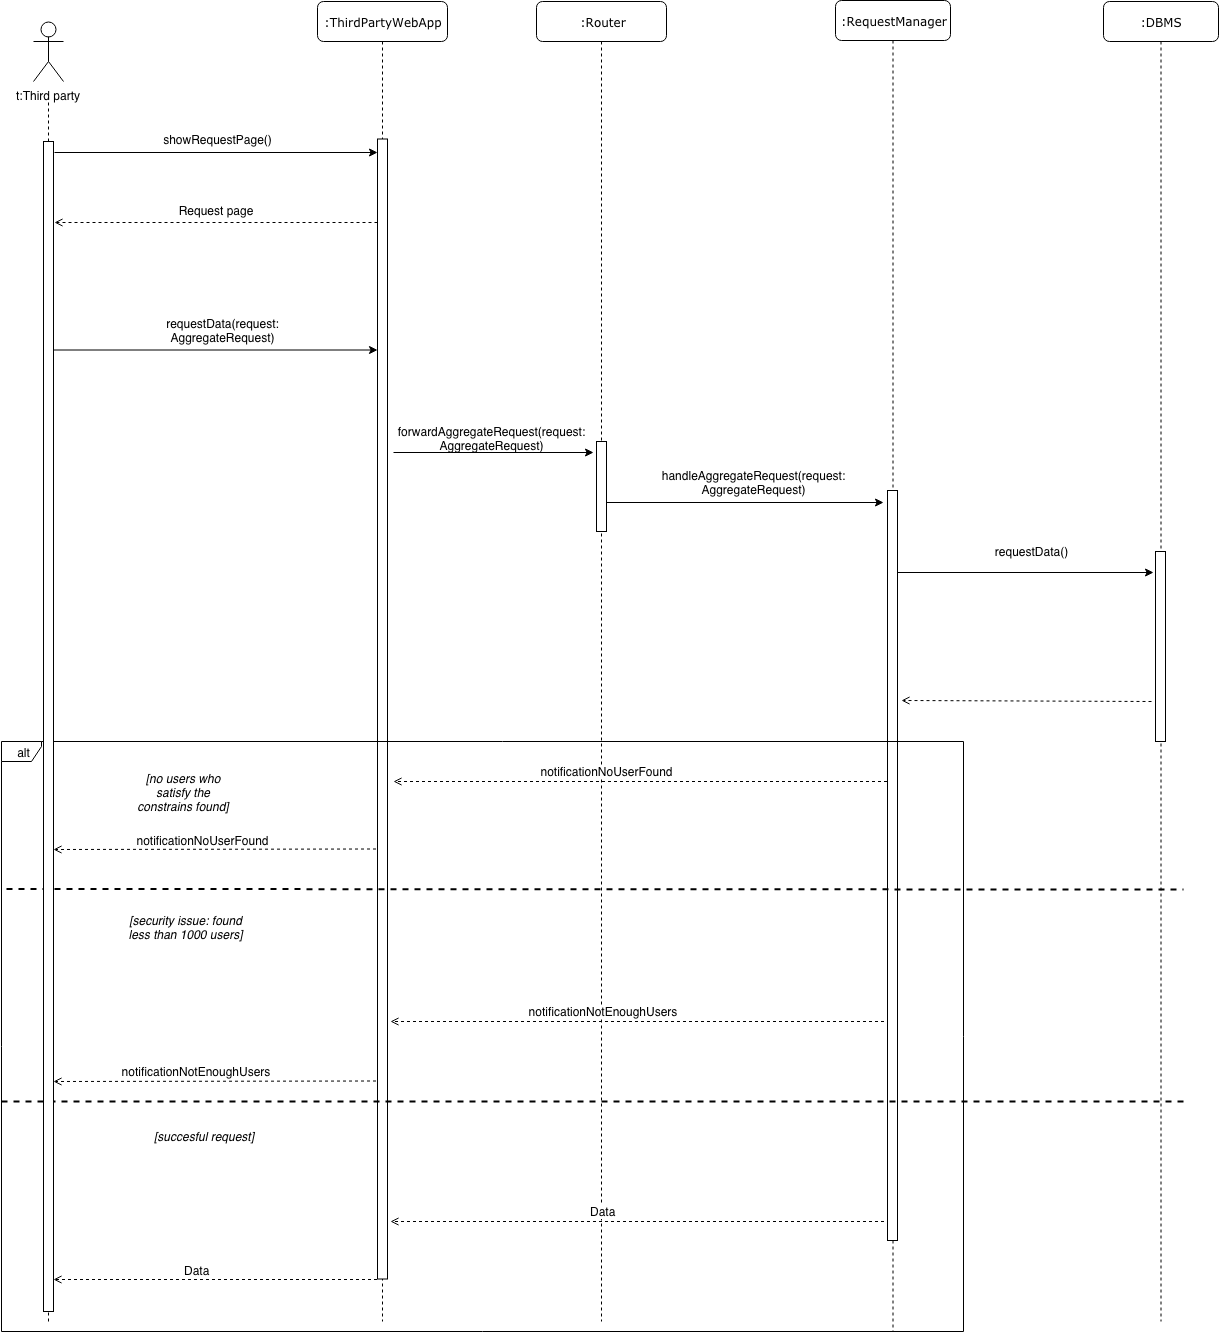 :ThirdPartyWebApp
:Router
:RequestManager
:DBMS
t:Third party
showRequestPage()
Request page
requestData(request:
AggregateRequest)
forwardAggregateRequest(request:
AggregateRequest)
handleAggregateRequest(request:
AggregateRequest)
requestData()
alt
notificationNoUserFound
[no users who
satisfy the
constrains found]
notificationNoUserFound
[security issue: found
less than 1000 users]
notificationNotEnoughUsers
notificationNotEnoughUsers
[succesful request]
Data
Data